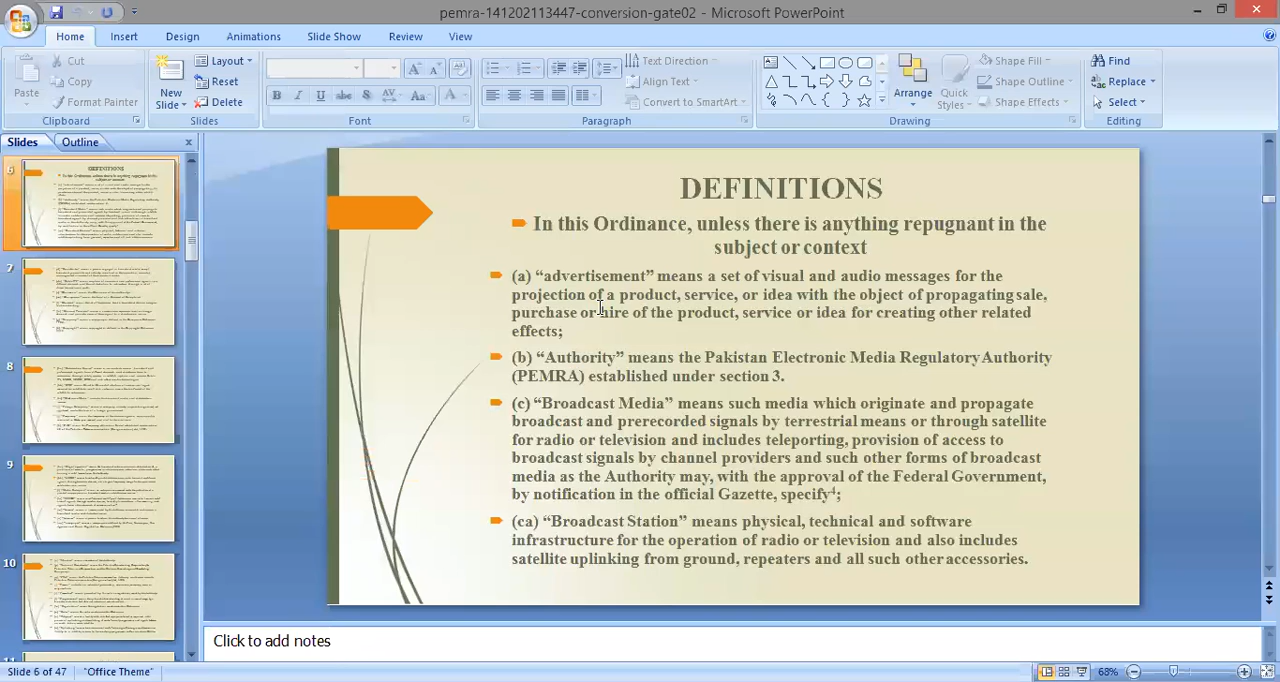 pemra-141202113447-conversion-gate02 - Microsoft PowerPoint
Home Insert Design Animations Slide Show Review View
Paste
Cut
Copy
Format Painter
Clipboard
New Slide
Layout
Reset
Delete
Slides
Font
Text Direction
Align Text
Convert to SmartArt
Paragraph
Arrange
Quick Styles
Shape Fill
Shape Outline
Shape Effects
Drawing
Find
Replace
Select
Editing
Slides Outline
6
7
8
9
10
DEFINITIONS
In this Ordinance, unless there is anything repugnant in the
subject or context
(a) “advertisement” means a set of visual and audio messages for the
projection of a product, service, or idea with the object of propagating sale,
purchase or hire of the product, service or idea for creating other related
effects;
(b) “Authority” means the Pakistan Electronic Media Regulatory Authority
(PEMRA) established under section 3.
(c) “Broadcast Media” means such media which originate and propagate
broadcast and prerecorded signals by terrestrial means or through satellite
for radio or television and includes teleporting, provision of access to
broadcast signals by channel providers and such other forms of broadcast
media as the Authority may, with the approval of the Federal Government,
by notification in the official Gazette, specify⁴;
(ca) “Broadcast Station” means physical, technical and software
infrastructure for the operation of radio or television and also includes
satellite uplinking from ground, repeaters and all such other accessories.
Click to add notes
Slide 6 of 47 "Office Theme" 68%